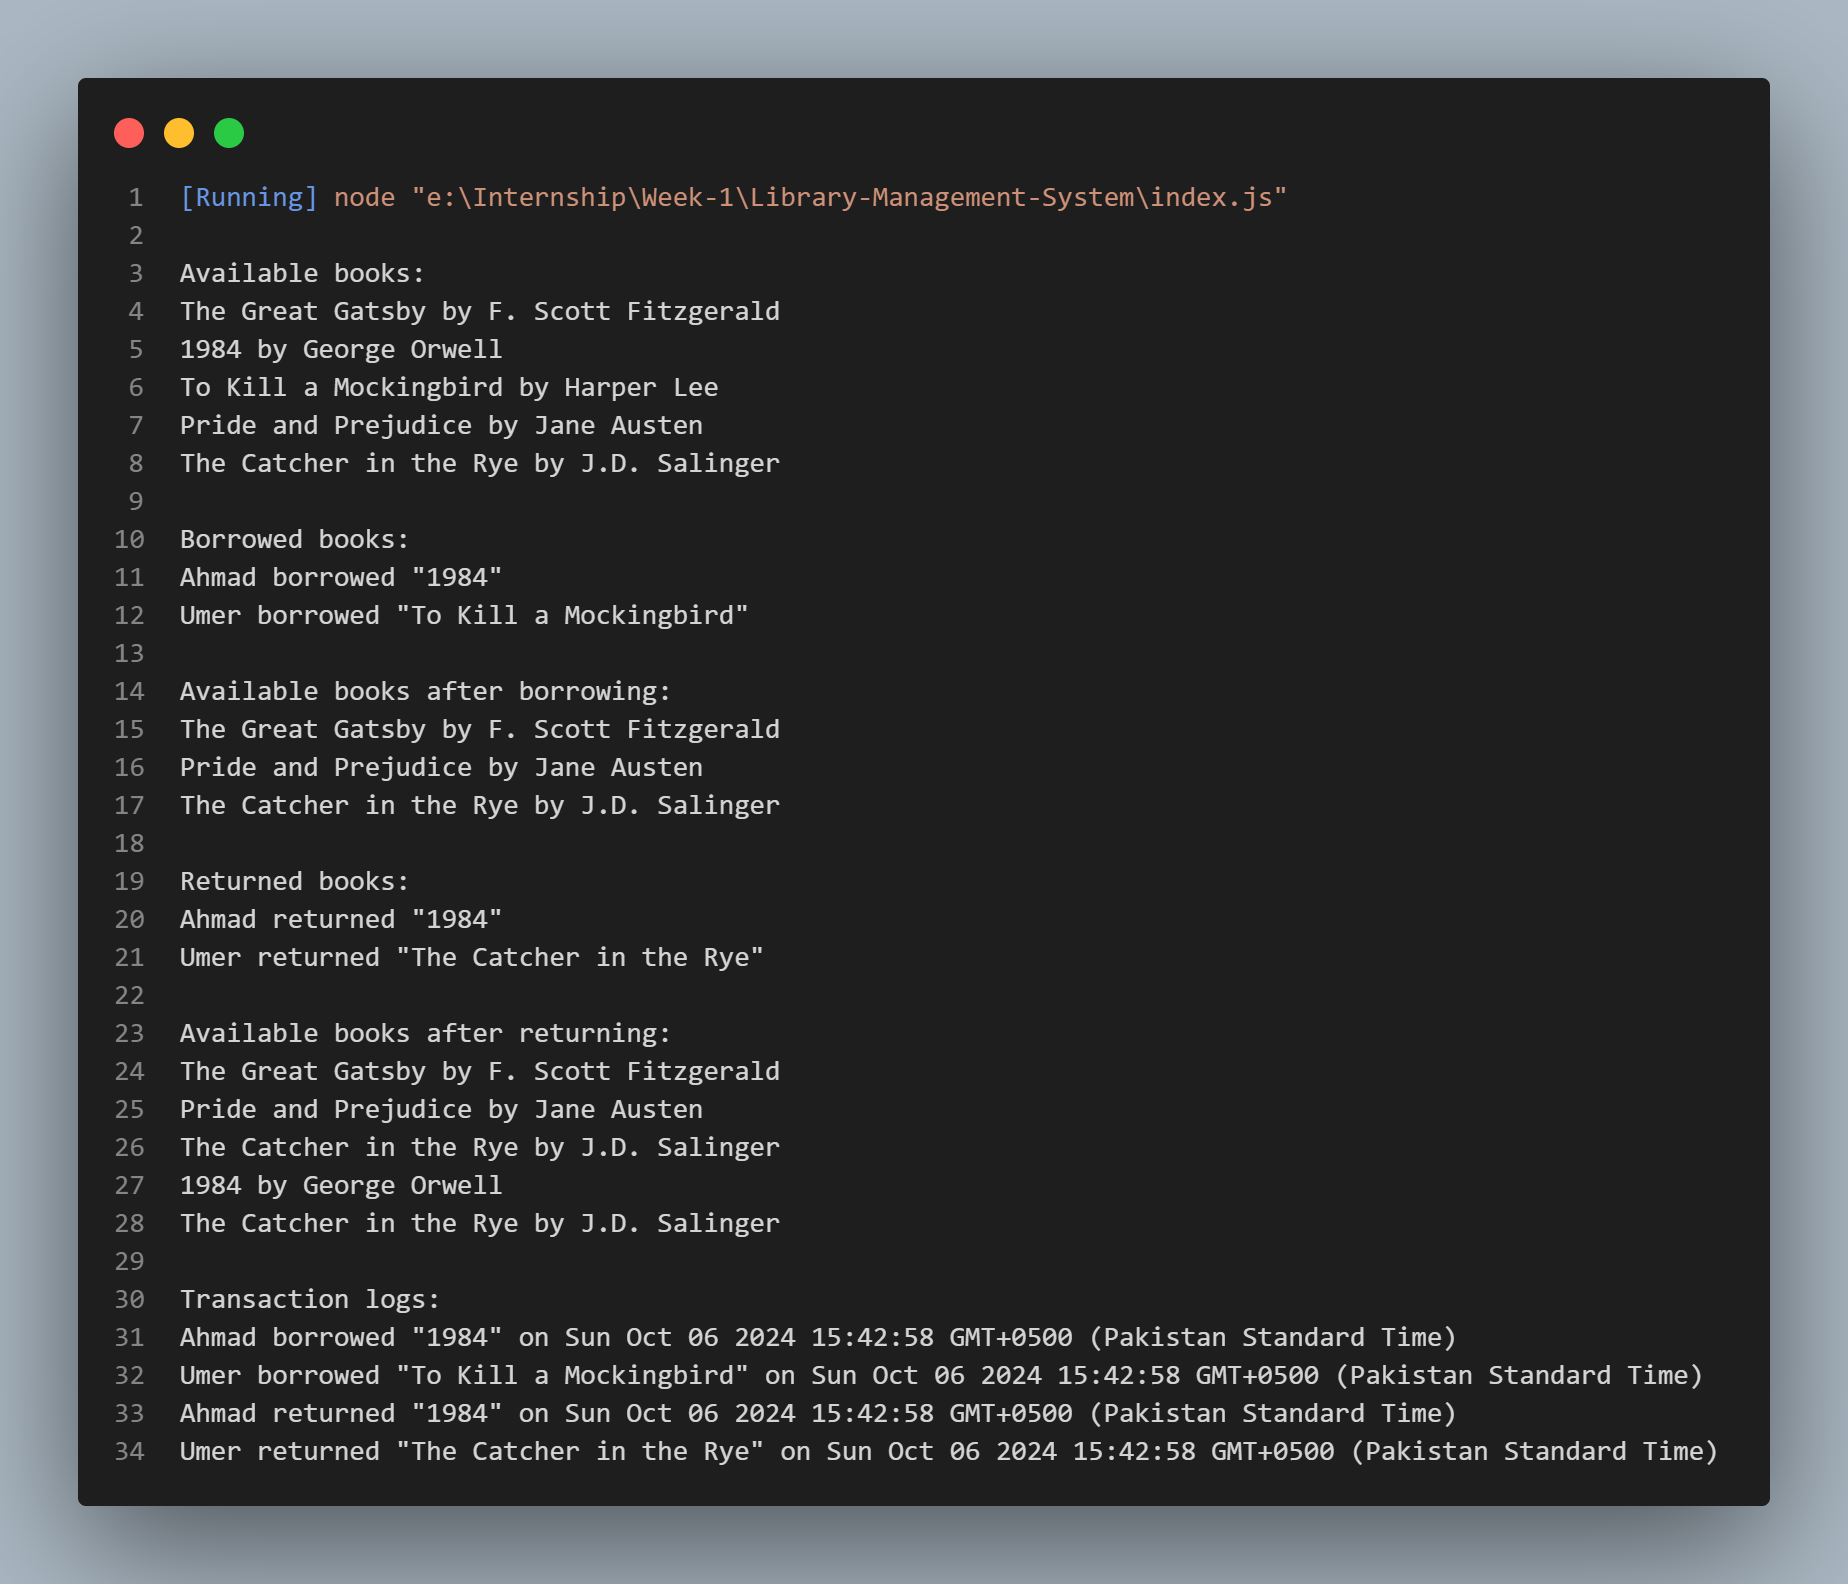 1 [Running] node "e:\Internship\Week-1\Library-Management-System\index.js"
2
3 Available books:
4 The Great Gatsby by F. Scott Fitzgerald
5 1984 by George Orwell
6 To Kill a Mockingbird by Harper Lee
7 Pride and Prejudice by Jane Austen
8 The Catcher in the Rye by J.D. Salinger
9
10 Borrowed books:
11 Ahmad borrowed "1984"
12 Umer borrowed "To Kill a Mockingbird"
13
14 Available books after borrowing:
15 The Great Gatsby by F. Scott Fitzgerald
16 Pride and Prejudice by Jane Austen
17 The Catcher in the Rye by J.D. Salinger
18
19 Returned books:
20 Ahmad returned "1984"
21 Umer returned "The Catcher in the Rye"
22
23 Available books after returning:
24 The Great Gatsby by F. Scott Fitzgerald
25 Pride and Prejudice by Jane Austen
26 The Catcher in the Rye by J.D. Salinger
27 1984 by George Orwell
28 The Catcher in the Rye by J.D. Salinger
29
30 Transaction logs:
31 Ahmad borrowed "1984" on Sun Oct 06 2024 15:42:58 GMT+0500 (Pakistan Standard Time)
32 Umer borrowed "To Kill a Mockingbird" on Sun Oct 06 2024 15:42:58 GMT+0500 (Pakistan Standard Time)
33 Ahmad returned "1984" on Sun Oct 06 2024 15:42:58 GMT+0500 (Pakistan Standard Time)
34 Umer returned "The Catcher in the Rye" on Sun Oct 06 2024 15:42:58 GMT+0500 (Pakistan Standard Time)